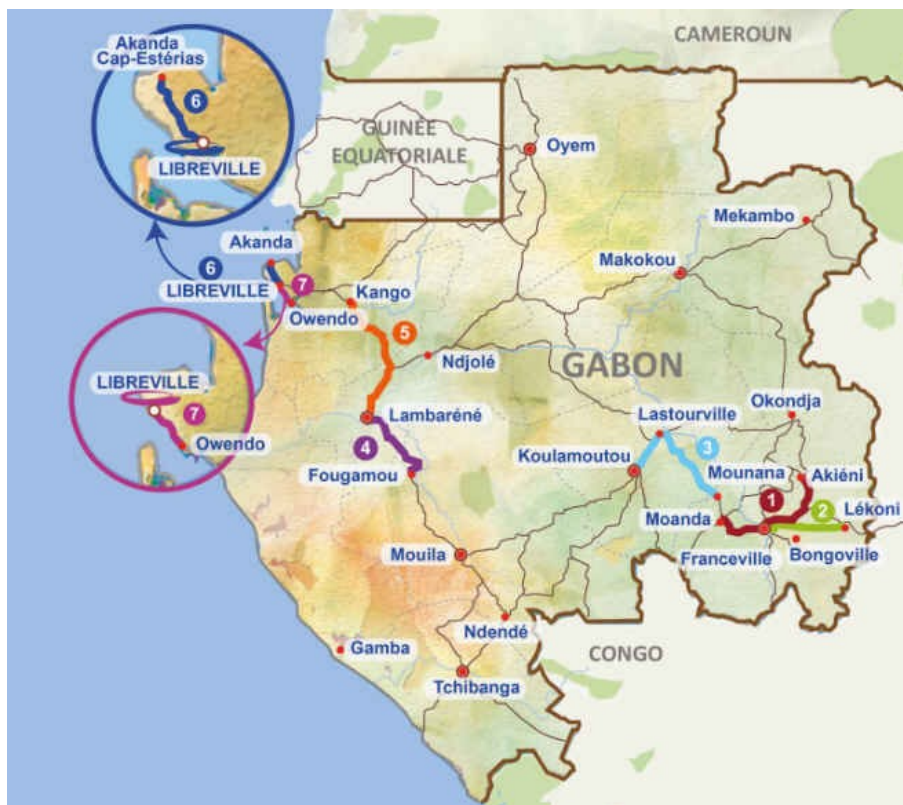 CAMEROUN
Akanda
Cap-Estérias
6
LIBREVILLE
GUINÉE
EQUATORIALE
Oyem
Mekambo
Akanda
Makokou
6
LIBREVILLE
7
Kango
Owendo
5
Ndjolé
GABON
LIBREVILLE
7
Owendo
Lambaréné
Okondja
Lastourville
4
3
Koulamoutou
Mounana
Akiéni
Fougamou
1
2
Lékoni
Moanda
Franceville
Bongoville
Mouila
Ndendé
Gamba
CONGO
Tchibanga